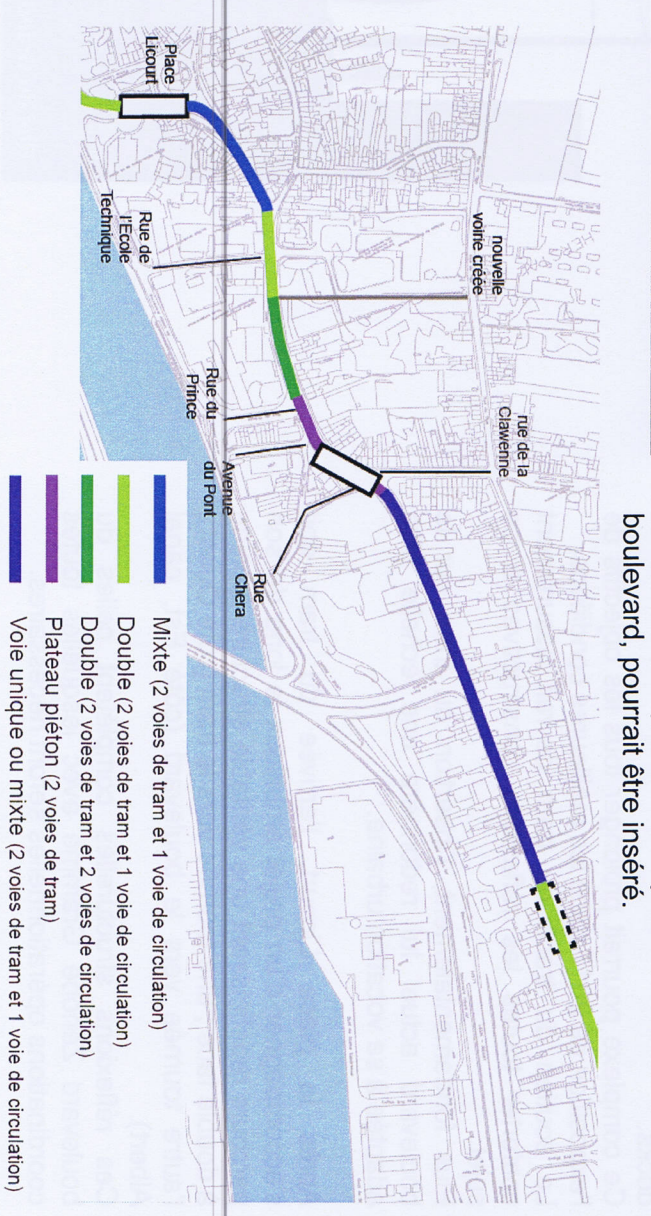 boulevard, pourrait être inséré.
Place
Licourt
Rue de
l'Ecole
Technique
nouvelle
voirie créée
Rue du
Prince
Avenue
du Pont
rue de la
Clawenne
Rue
Chera
Mixte (2 voies de tram et 1 voie de circulation)
Double (2 voies de tram et 1 voie de circulation)
Double (2 voies de tram et 2 voies de circulation)
Plateau piéton (2 voies de tram)
Voie unique ou mixte (2 voies de tram et 1 voie de circulation)